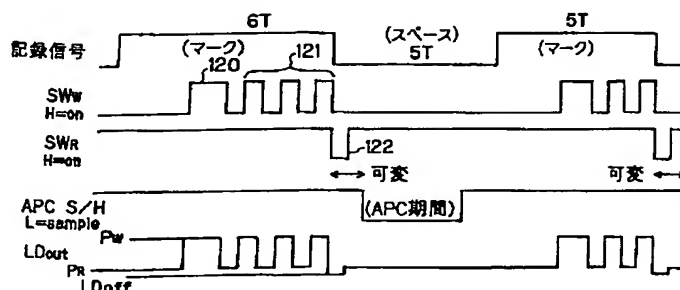 6T 5T
記録信号 (マーク) (スペース) (マーク)
5T
120 121
SWW
H=on
SWR
H=on
122
可変 可変
APC S/H
L=sample
(APC期間)
PW
LDout
PR
LDoff